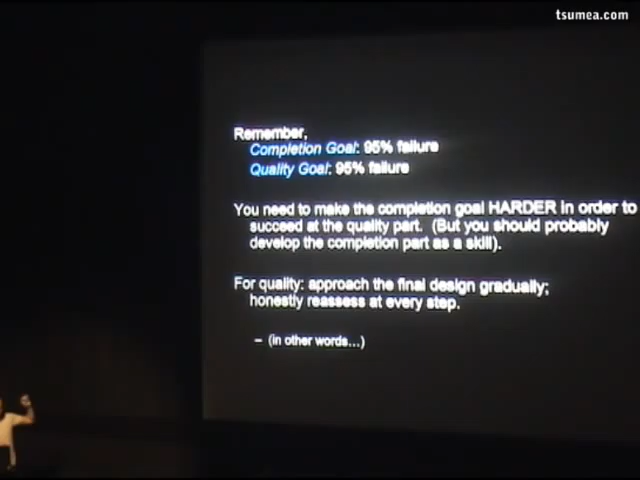 tsumea.com
Remember,
Completion Goal: 95% failure
Quality Goal: 95% failure
You need to make the completion goal HARDER in order to
succeed at the quality part. (But you should probably
develop the completion part as a skill).
For quality: approach the final design gradually;
honestly reassess at every step.
– (in other words...)